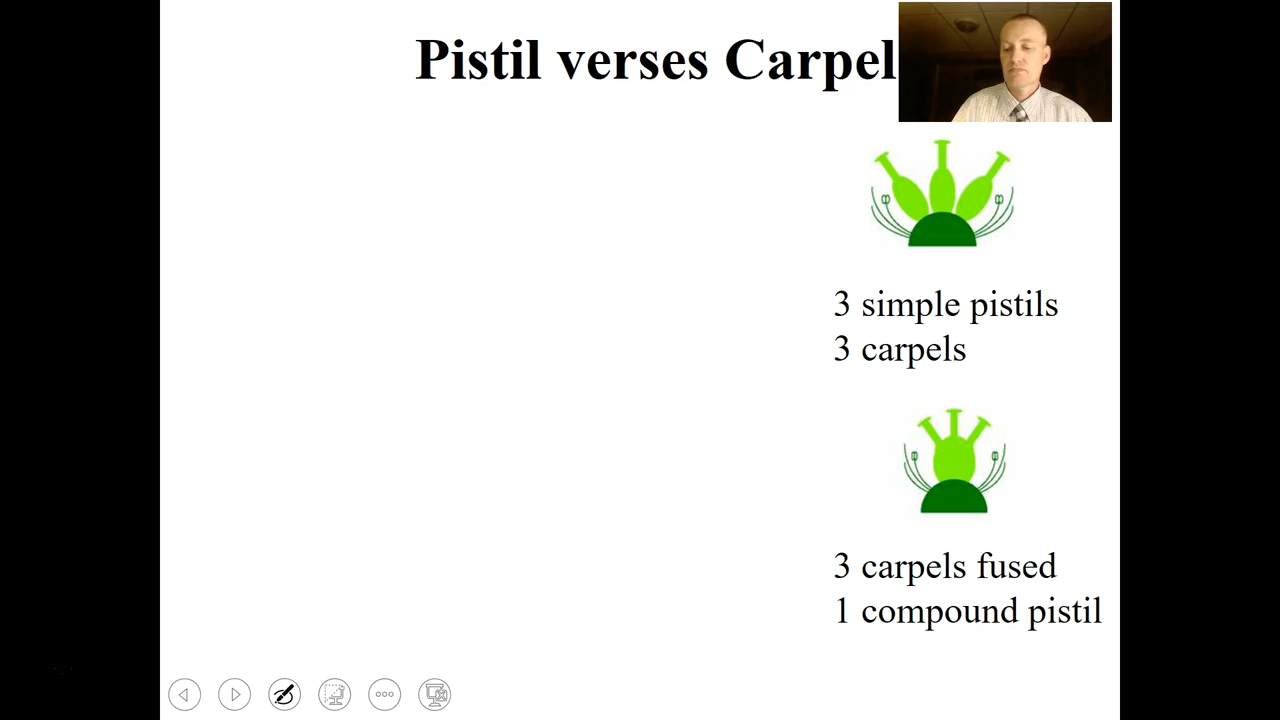 Pistil verses Carpel
3 simple pistils
3 carpels
3 carpels fused
1 compound pistil